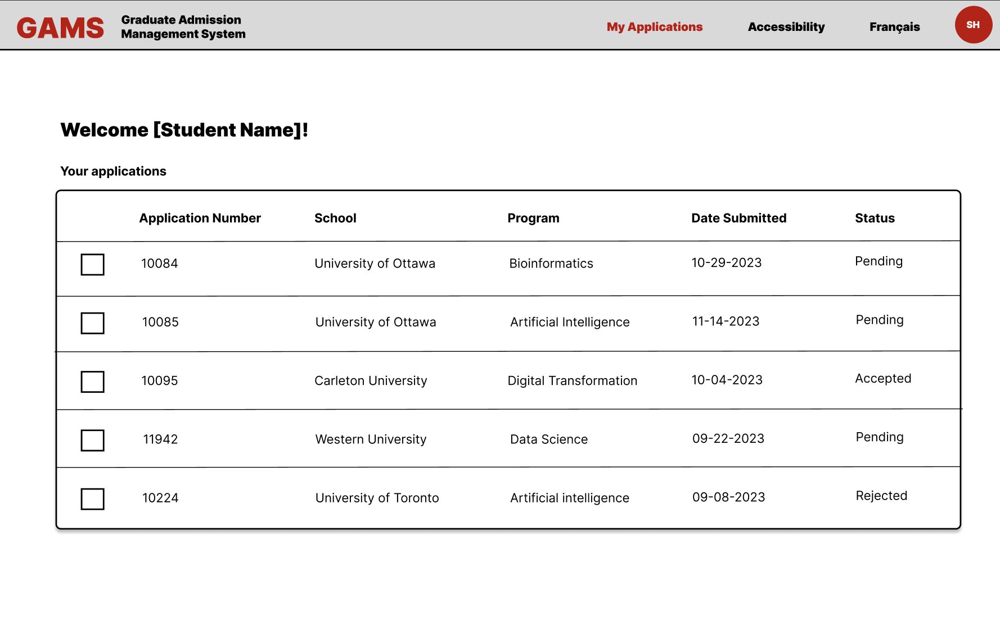 GAMS
Graduate Admission
Management System
My Applications
Accessibility
Français
SH
Welcome [Student Name]!
Your applications
Application Number School Program Date Submitted Status
10084 University of Ottawa Bioinformatics 10-29-2023 Pending
10085 University of Ottawa Artificial Intelligence 11-14-2023 Pending
10095 Carleton University Digital Transformation 10-04-2023 Accepted
11942 Western University Data Science 09-22-2023 Pending
10224 University of Toronto Artificial intelligence 09-08-2023 Rejected